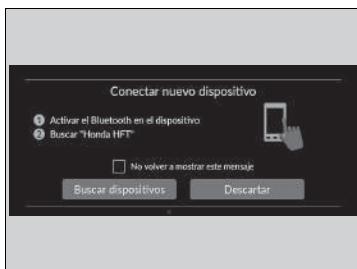 Conectar nuevo dispositivo
1 Activar el Bluetooth en el dispositivo
2 Buscar "Honda HFT"
No volver a mostrar este mensaje
Buscar dispositivos
Descartar